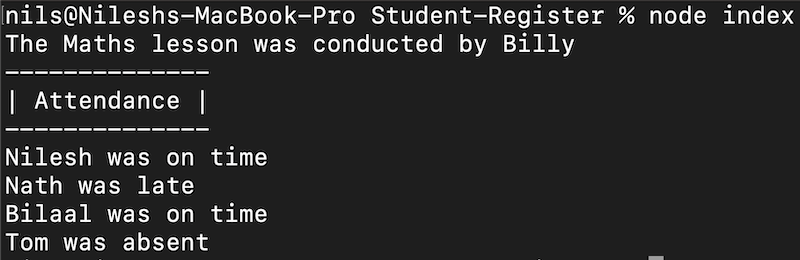 nils@Nileshs-MacBook-Pro Student-Register % node index
The Maths lesson was conducted by Billy
--------------
| Attendance |
--------------
Nilesh was on time
Nath was late
Bilaal was on time
Tom was absent